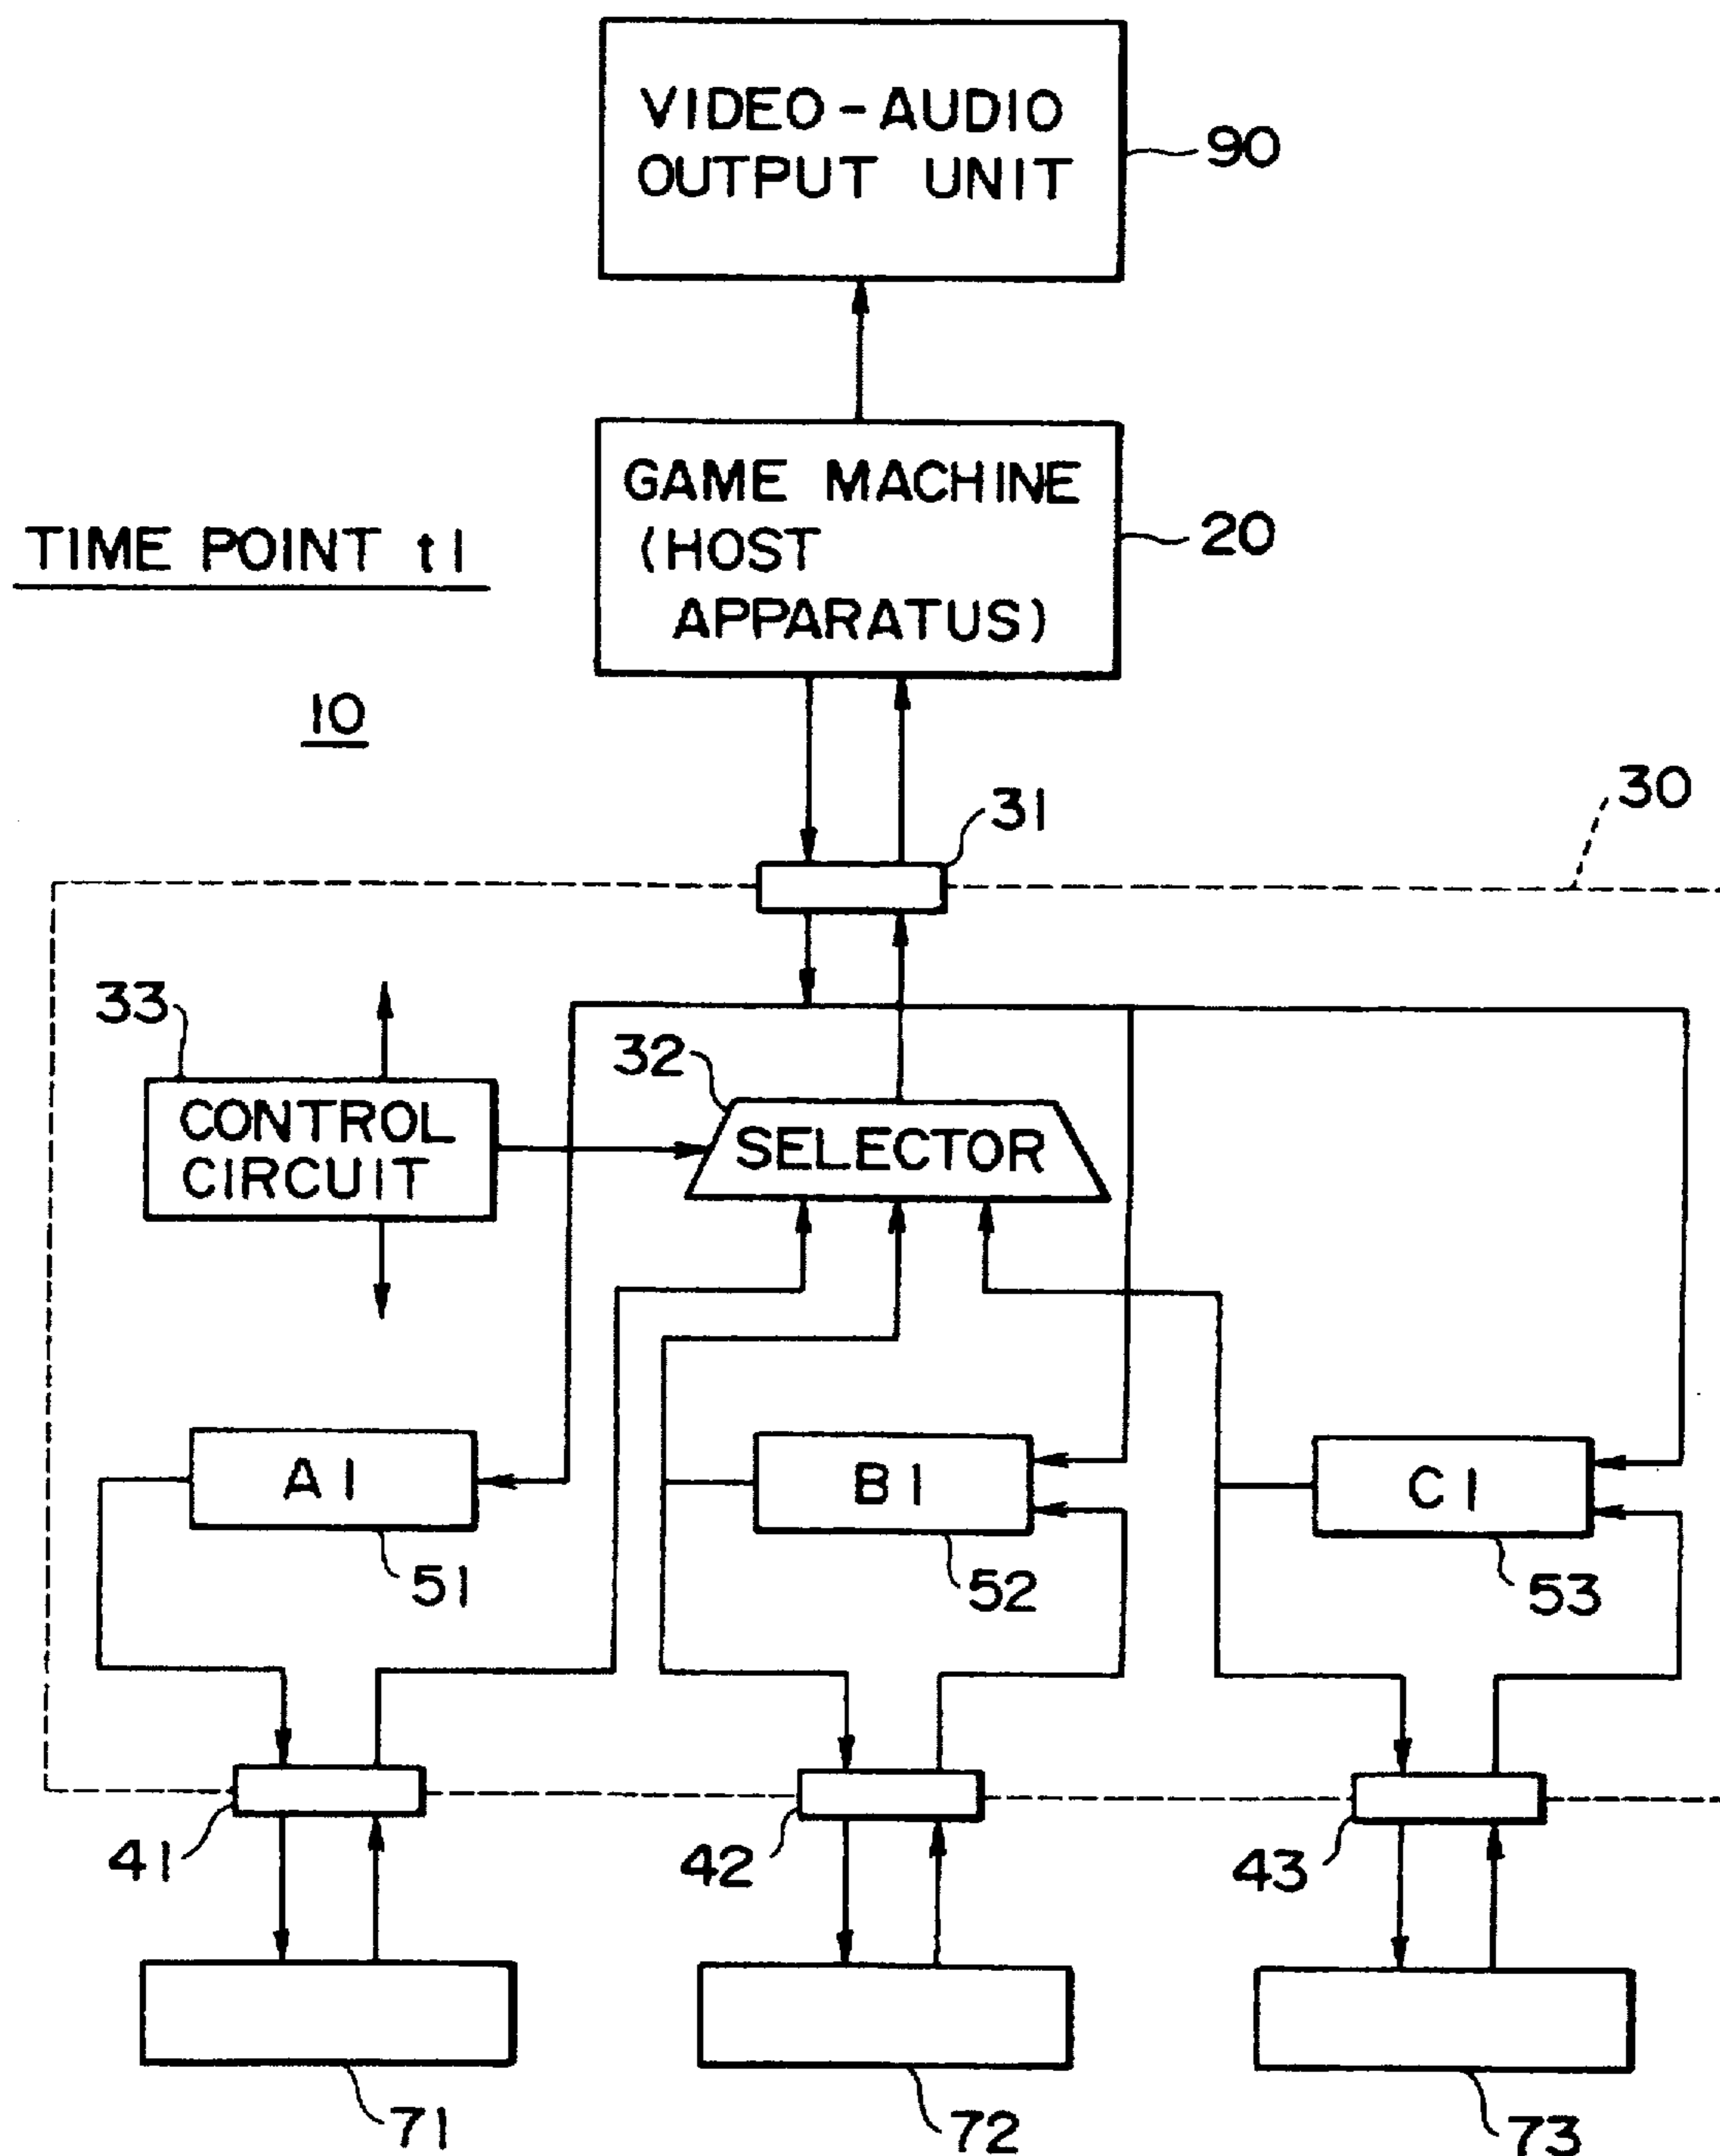 VIDEO-AUDIO
OUTPUT UNIT
90
GAME MACHINE
(HOST
APPARATUS)
20
TIME POINT t1
10
31
30
33
32
CONTROL
CIRCUIT
SELECTOR
A1
B1
C1
51
52
53
41
42
43
71
72
73